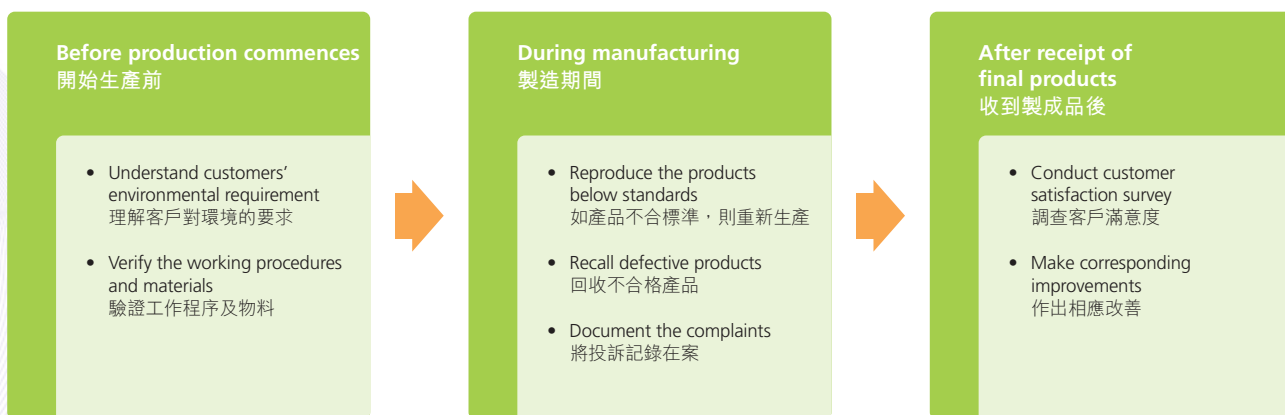 Before production commences
開始生產前
• Understand customers'
environmental requirement
理解客戶對環境的要求
• Verify the working procedures
and materials
驗證工作程序及物料
During manufacturing
製造期間
• Reproduce the products
below standards
如產品不合標準，則重新生產
• Recall defective products
回收不合格產品
• Document the complaints
將投訴記錄在案
After receipt of
final products
收到製成品後
• Conduct customer
satisfaction survey
調查客戶滿意度
• Make corresponding
improvements
作出相應改善